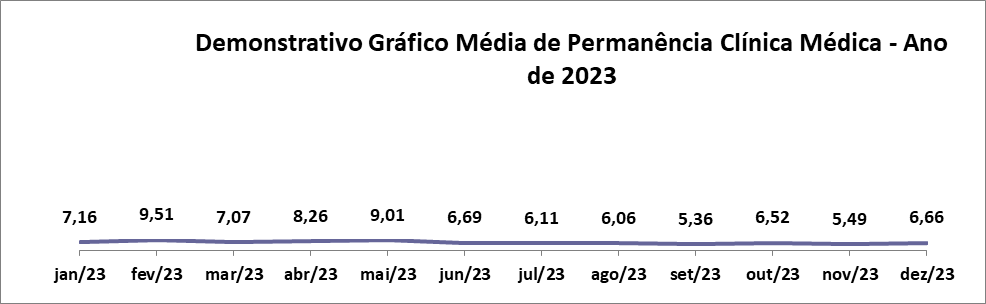 Demonstrativo Gráfico Média de Permanência Clínica Médica - Ano
de 2023
7,16 9,51 7,07 8,26 9,01 6,69 6,11 6,06 5,36 6,52 5,49 6,66
jan/23 fev/23 mar/23 abr/23 mai/23 jun/23 jul/23 ago/23 set/23 out/23 nov/23 dez/23